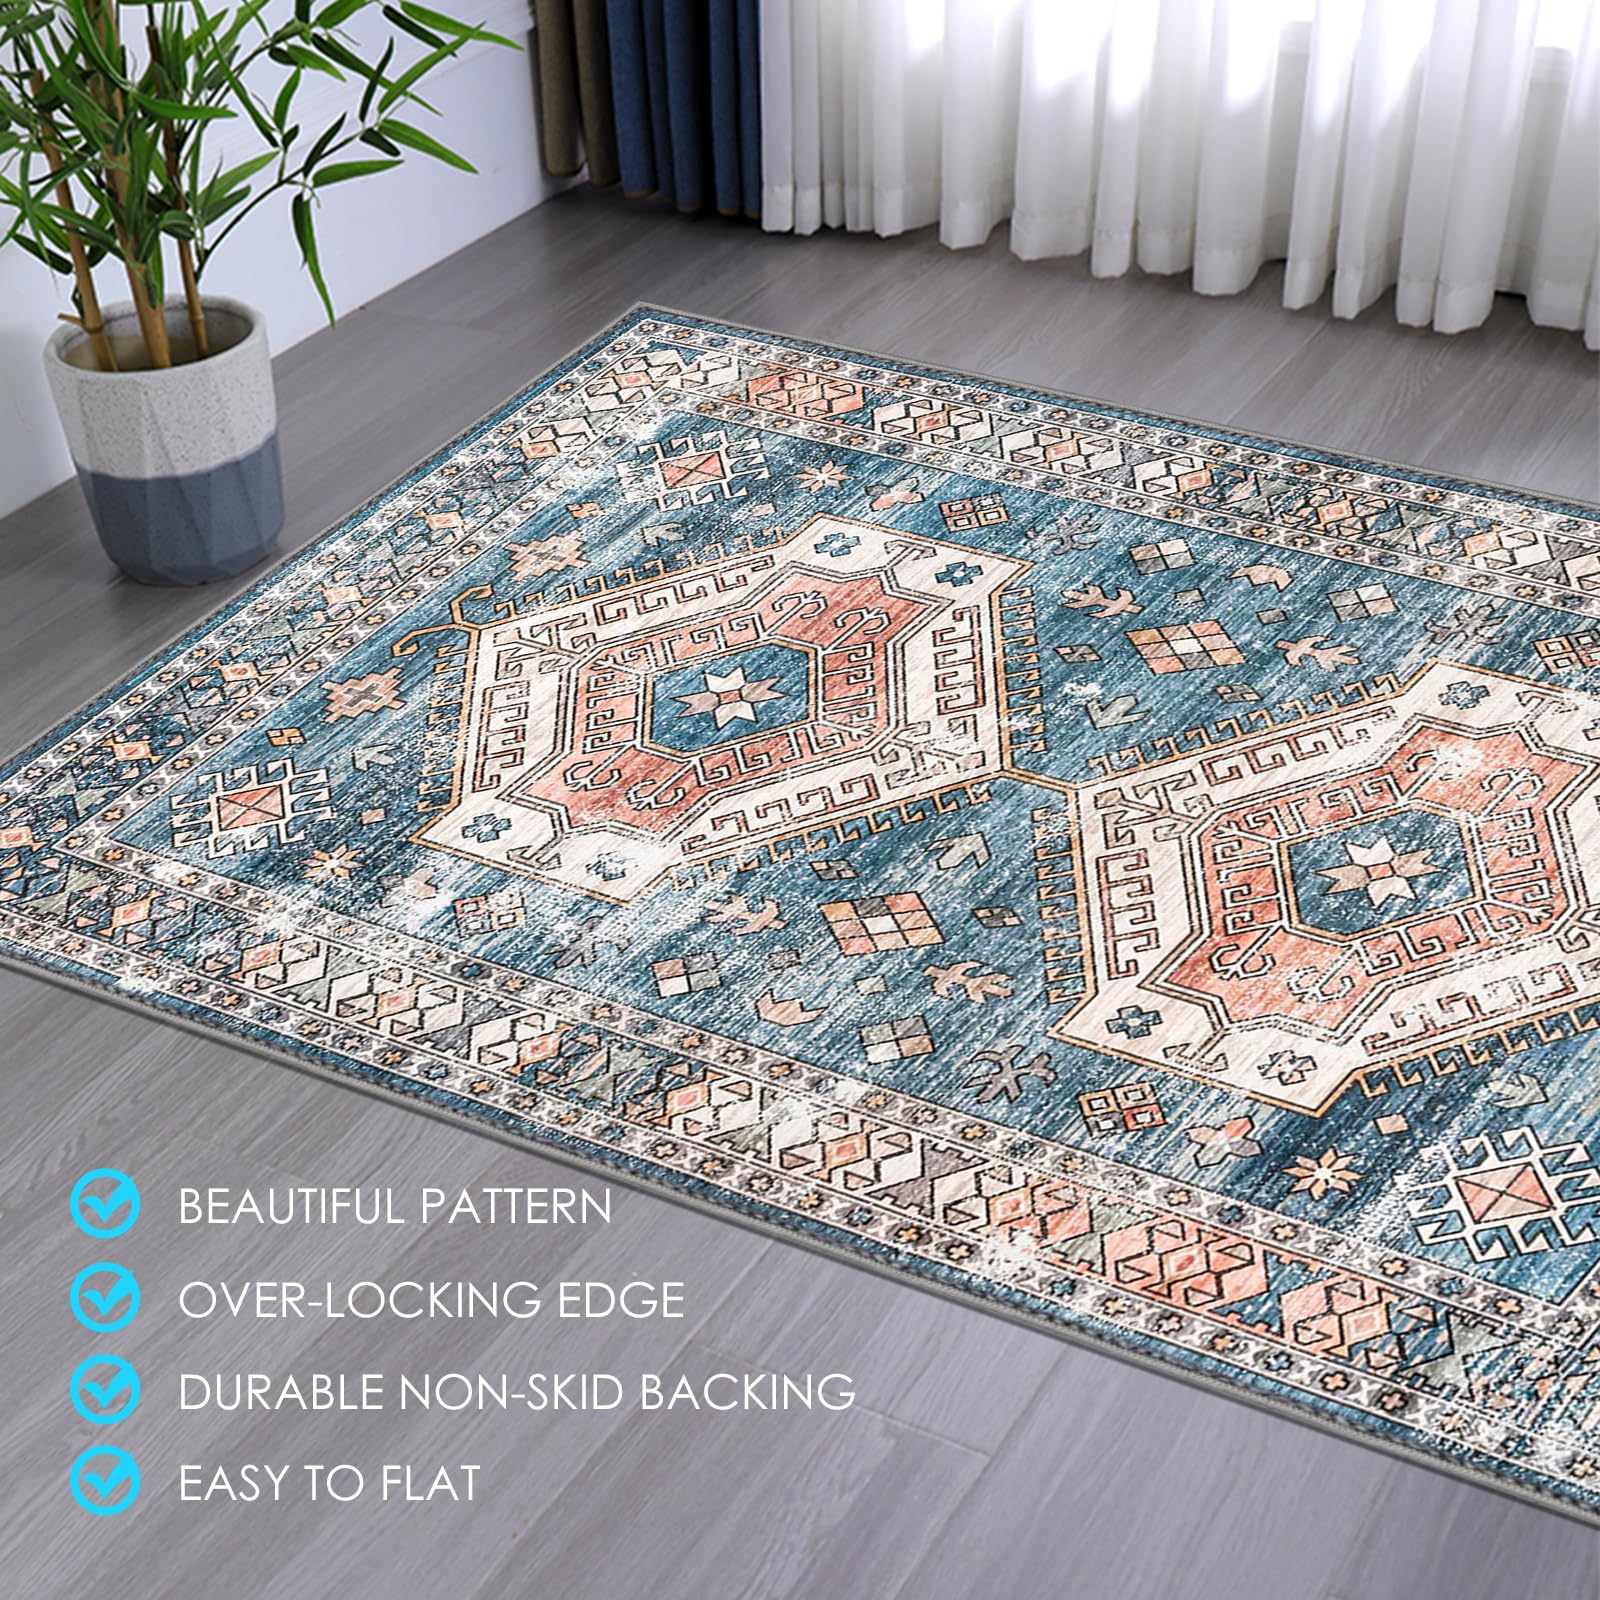 BEAUTIFUL PATTERN
OVER-LOCKING EDGE
DURABLE NON-SKID BACKING
EASY TO FLAT